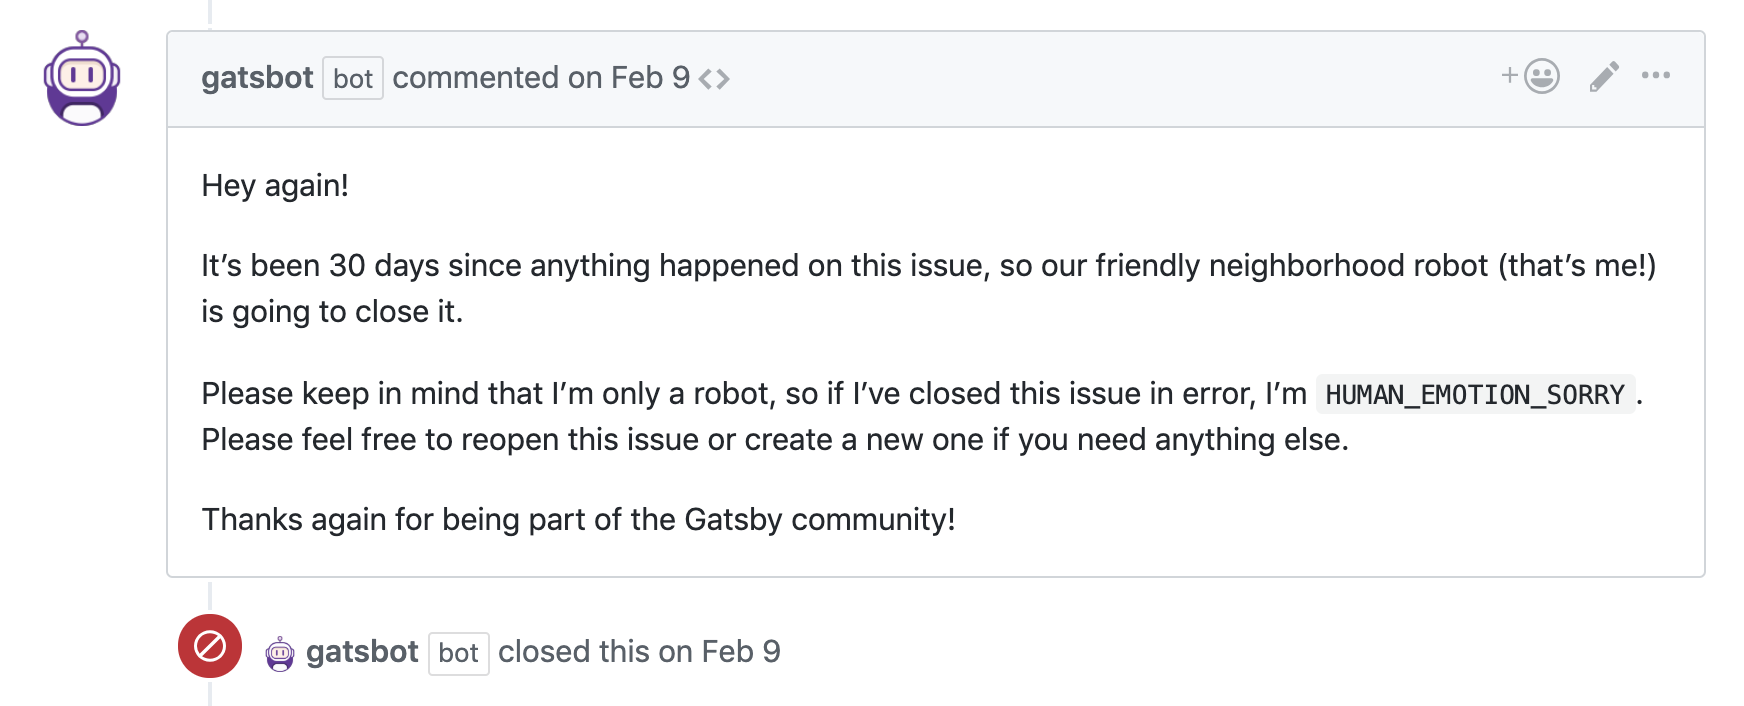 gatsbot bot commented on Feb 9
Hey again!
It’s been 30 days since anything happened on this issue, so our friendly neighborhood robot (that’s me!)
is going to close it.
Please keep in mind that I’m only a robot, so if I’ve closed this issue in error, I’m HUMAN_EMOTION_SORRY.
Please feel free to reopen this issue or create a new one if you need anything else.
Thanks again for being part of the Gatsby community!
gatsbot bot closed this on Feb 9